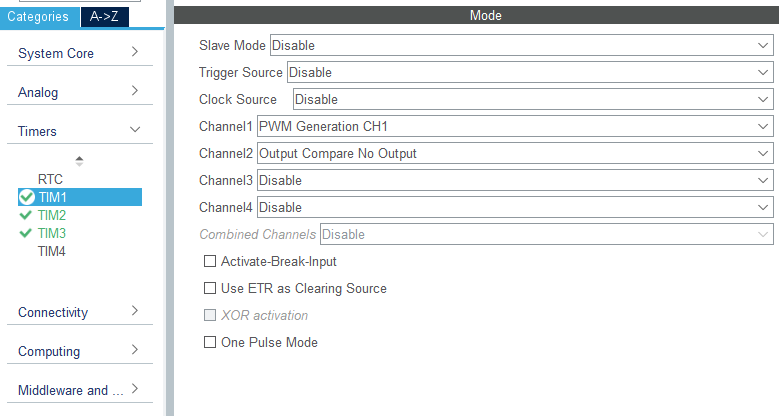 Categories A->Z
System Core
Analog
Timers
RTC
TIM1
TIM2
TIM3
TIM4
Connectivity
Computing
Middleware and ...
Mode
Slave Mode Disable
Trigger Source Disable
Clock Source Disable
Channel1 PWM Generation CH1
Channel2 Output Compare No Output
Channel3 Disable
Channel4 Disable
Combined Channels Disable
Activate-Break-Input
Use ETR as Clearing Source
XOR activation
One Pulse Mode